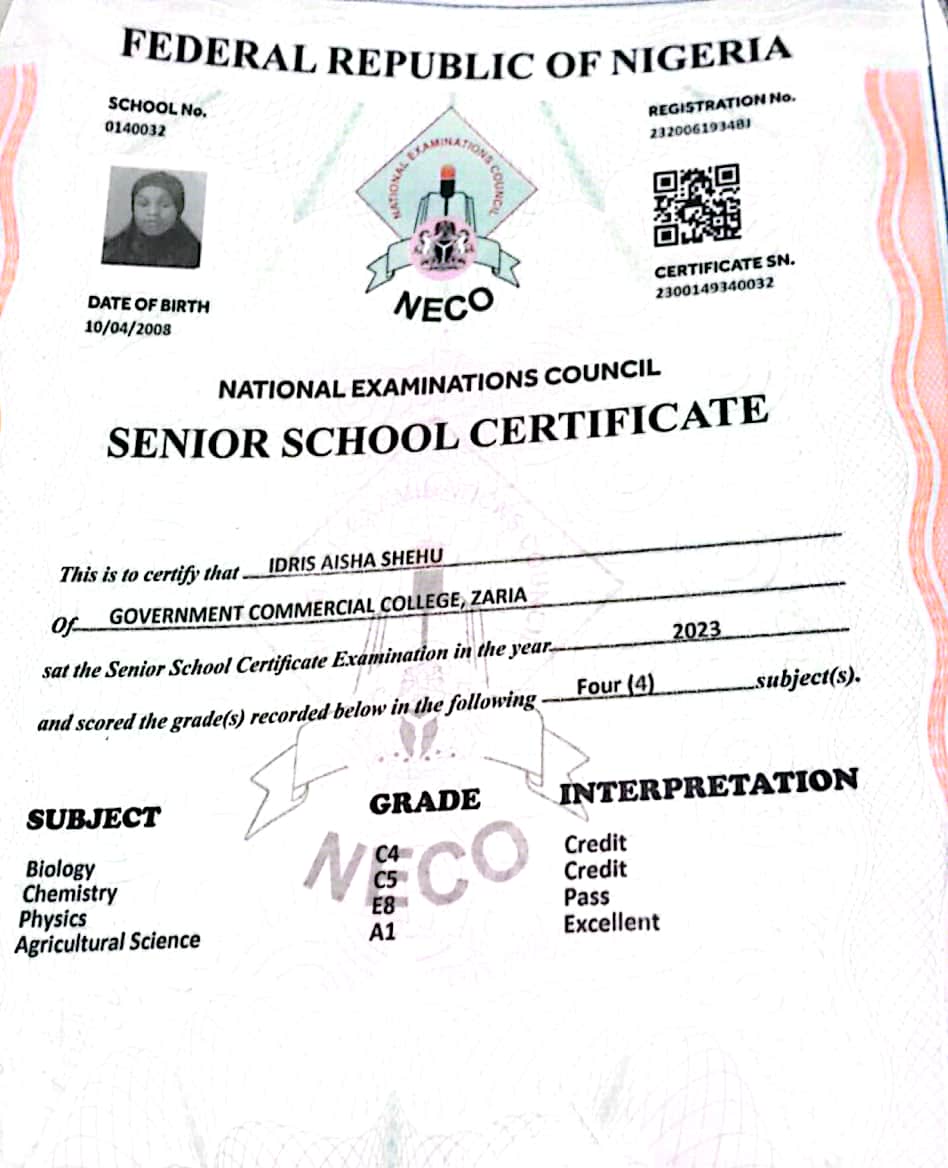 FEDERAL REPUBLIC OF NIGERIA
SCHOOL No.
0140032
REGISTRATION No.
2320061934BJ
NATIONAL EXAMINATIONS COUNCIL
NECO
CERTIFICATE SN.
2300149340032
DATE OF BIRTH
10/04/2008
NATIONAL EXAMINATIONS COUNCIL
SENIOR SCHOOL CERTIFICATE
This is to certify that IDRIS AISHA SHEHU
Of GOVERNMENT COMMERCIAL COLLEGE, ZARIA
sat the Senior School Certificate Examination in the year 2023
and scored the grade(s) recorded below in the following Four (4) subject(s).
SUBJECT GRADE INTERPRETATION
Biology C4 Credit
Chemistry C5 Credit
Physics E8 Pass
Agricultural Science A1 Excellent
NECO